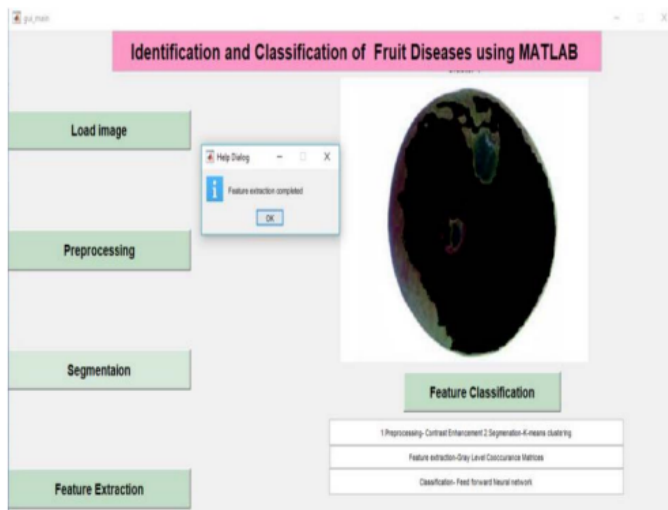 gui_main
Identification and Classification of Fruit Diseases using MATLAB
Load image
Help Dialog
Feature extraction completed
OK
Preprocessing
Segmentaion
Feature Classification
1.Preprocessing- Contrast Enhancement 2.Segmenation-K-means clustering
Feature extraction-Gray Level Cooccurance Matrices
Classification- Feed forward Neural network
Feature Extraction